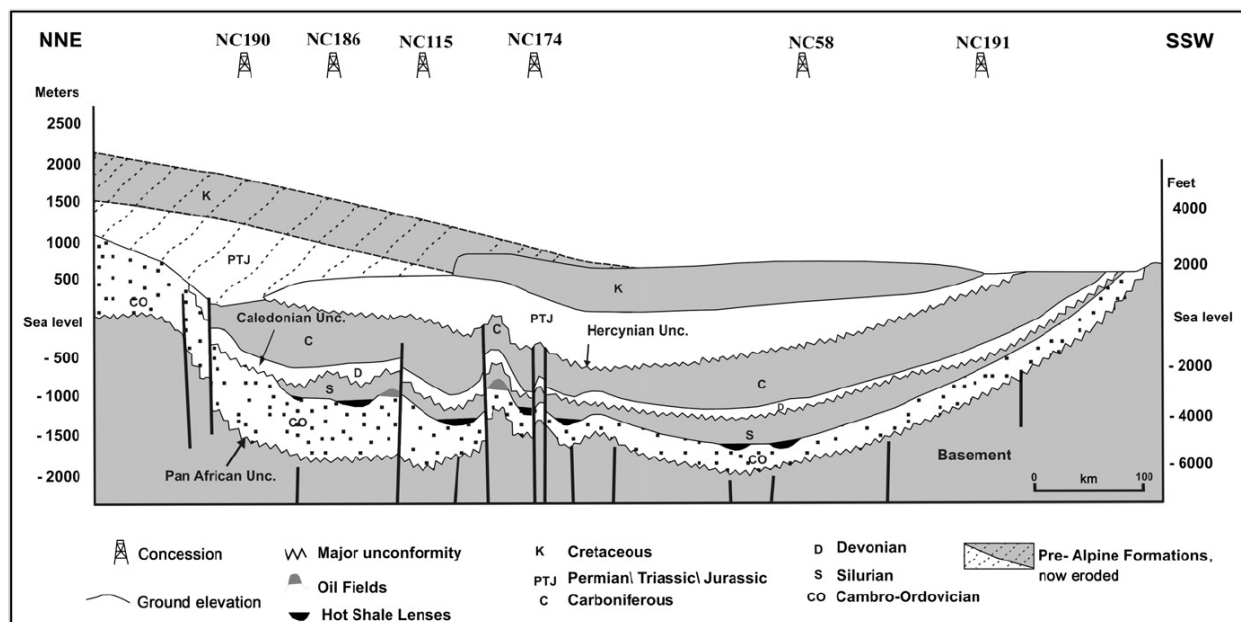 NNE NC190 NC186 NC115 NC174 NC58 NC191 SSW
Meters
2500
2000
1500
1000
500
Sea level
- 500
- 1000
- 1500
- 2000
Feet
4000
2000
Sea level
- 2000
- 4000
- 6000
K
PTJ
K
CO
Caledonian Unc.
C
PTJ
Hercynian Unc.
C
D
C
S
D
CO
S
CO
Pan African Unc.
Basement
0 km 100
Concession
Ground elevation
Major unconformity
Oil Fields
Hot Shale Lenses
K Cretaceous
PTJ Permian\ Triassic\ Jurassic
C Carboniferous
D Devonian
S Silurian
CO Cambro-Ordovician
Pre- Alpine Formations,
now eroded